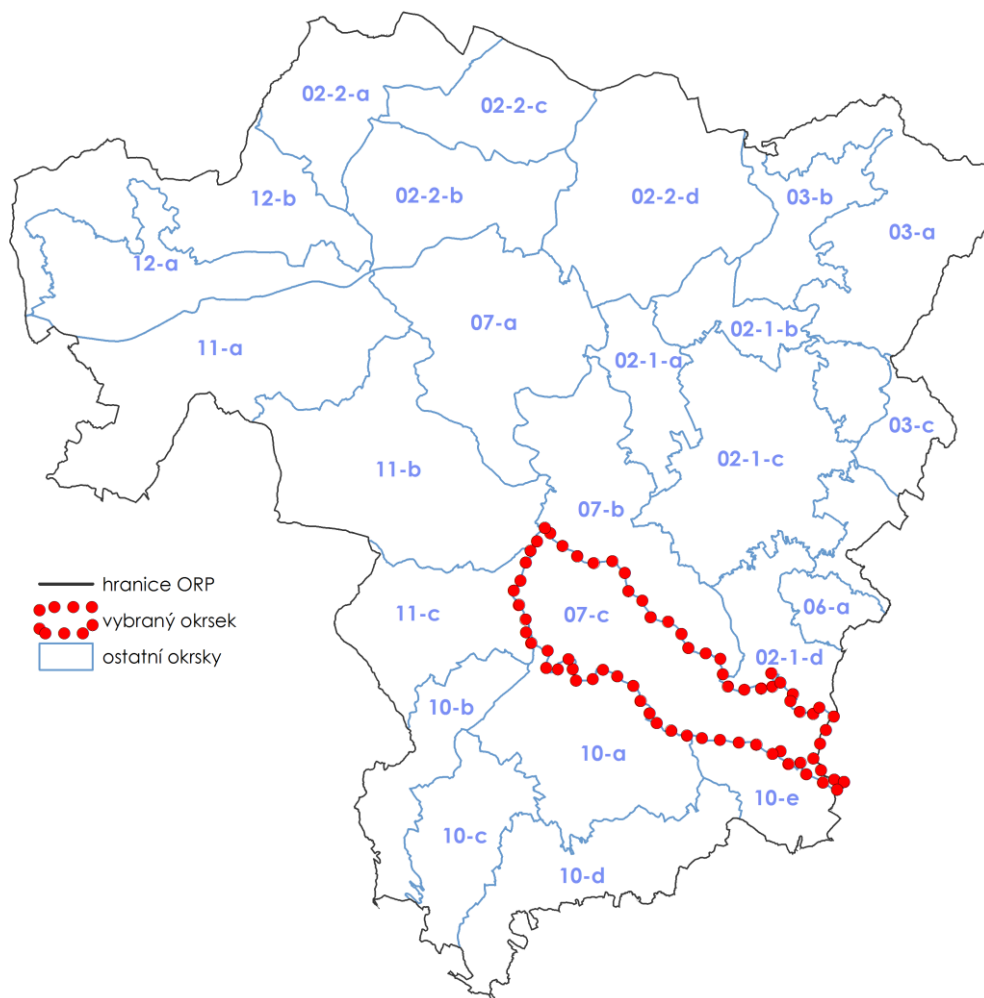 02-2-a
02-2-c
12-b
02-2-b
02-2-d
03-b
03-a
12-a
07-a
02-1-b
11-a
02-1-a
03-c
11-b
02-1-c
07-b
hranice ORP
vybraný okrsek
ostatní okrsky
11-c
07-c
06-a
02-1-d
10-b
10-a
10-e
10-c
10-d